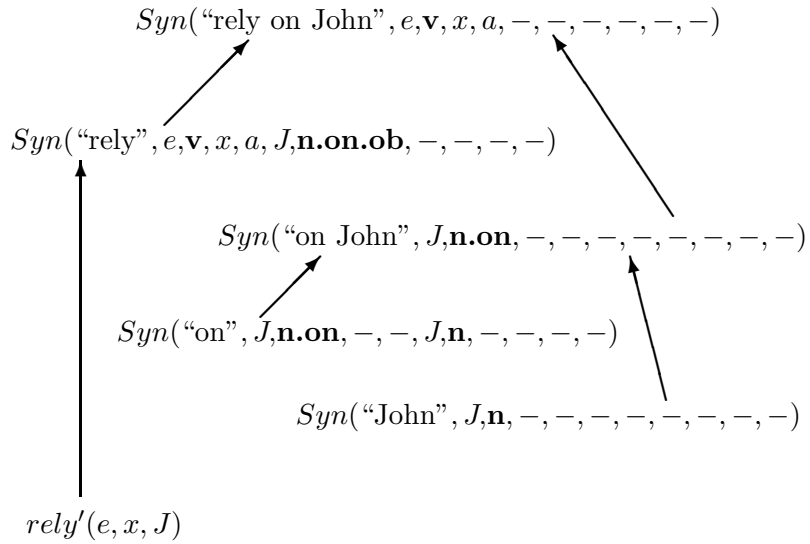 Syn(“rely on John”, e,v, x, a, −, −, −, −, −, −)
Syn(“rely”, e,v, x, a, J,n.on.ob, −, −, −, −)
Syn(“on John”, J,n.on, −, −, −, −, −, −, −, −)
Syn(“on”, J,n.on, −, −, J,n, −, −, −, −)
Syn(“John”, J,n, −, −, −, −, −, −, −, −)
rely′(e, x, J)